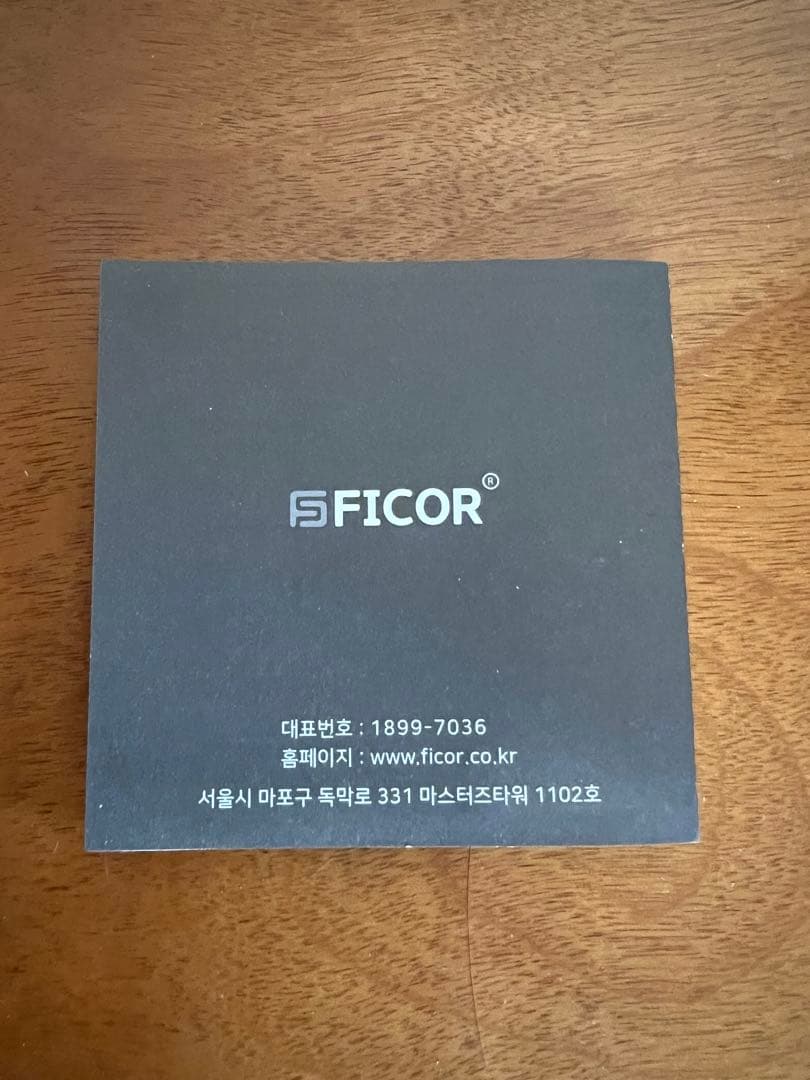 FICOR®
대표번호 : 1899-7036
홈페이지 : www.ficor.co.kr
서울시 마포구 독막로 331 마스터즈타워 1102호